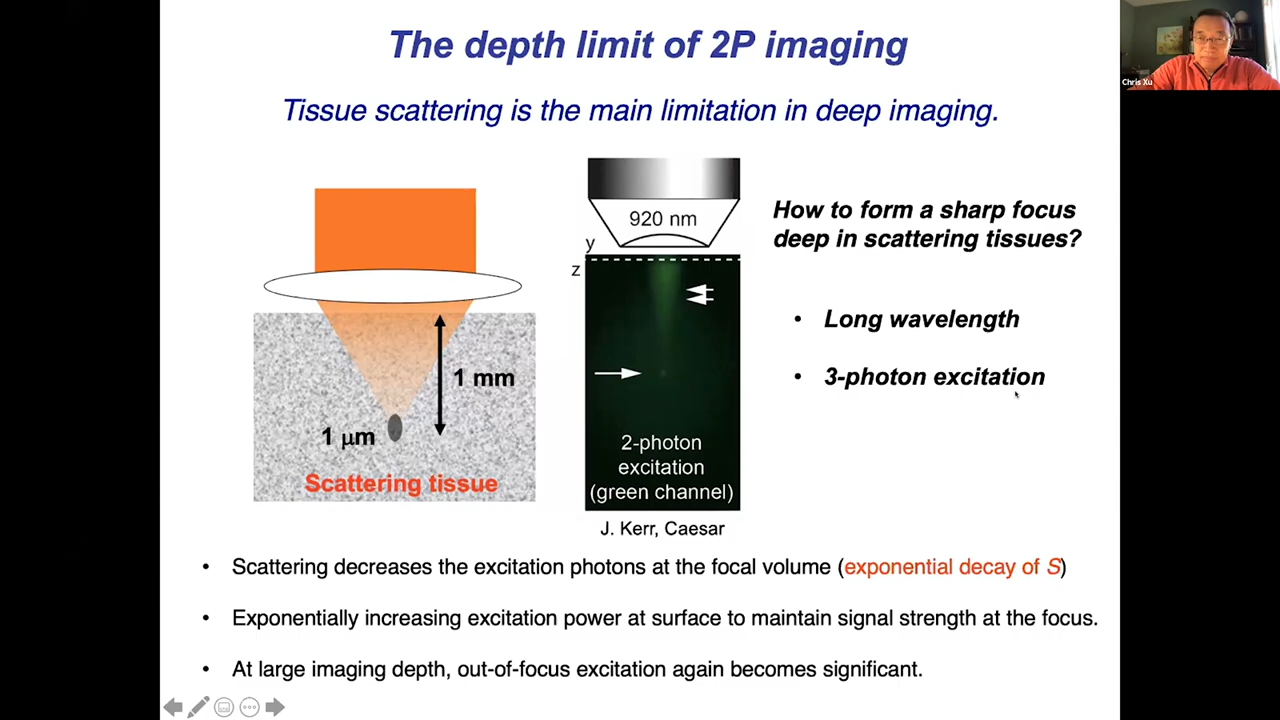 The depth limit of 2P imaging
Chris Xu
Tissue scattering is the main limitation in deep imaging.
1 mm
1 μm
Scattering tissue
920 nm
y
z
2-photon
excitation
(green channel)
J. Kerr, Caesar
How to form a sharp focus
deep in scattering tissues?
• Long wavelength
• 3-photon excitation
• Scattering decreases the excitation photons at the focal volume (exponential decay of S)
• Exponentially increasing excitation power at surface to maintain signal strength at the focus.
• At large imaging depth, out-of-focus excitation again becomes significant.